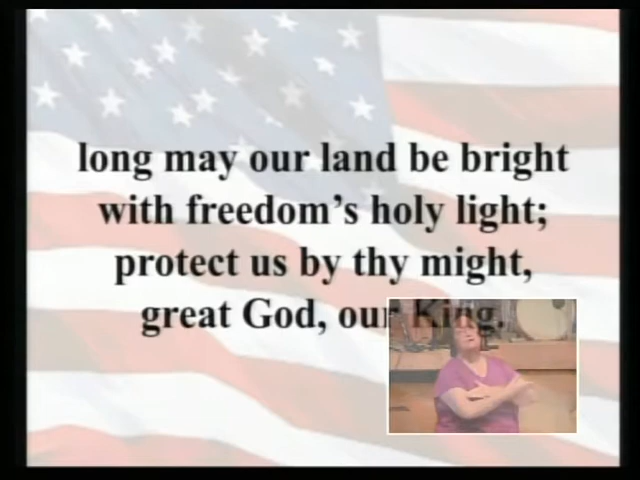 long may our land be bright
with freedom's holy light;
protect us by thy might,
great God, our King.